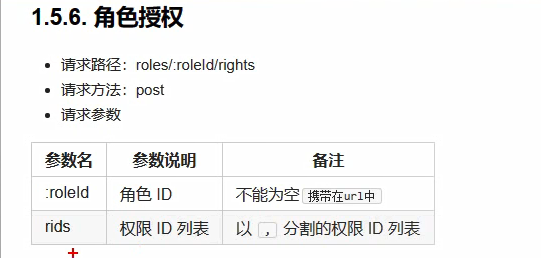 1.5.6. 角色授权
请求路径：roles/:roleId/rights
请求方法：post
请求参数
参数名 参数说明 备注
:roleId 角色 ID 不能为空 携带在url中
rids 权限 ID 列表 以 , 分割的权限 ID 列表